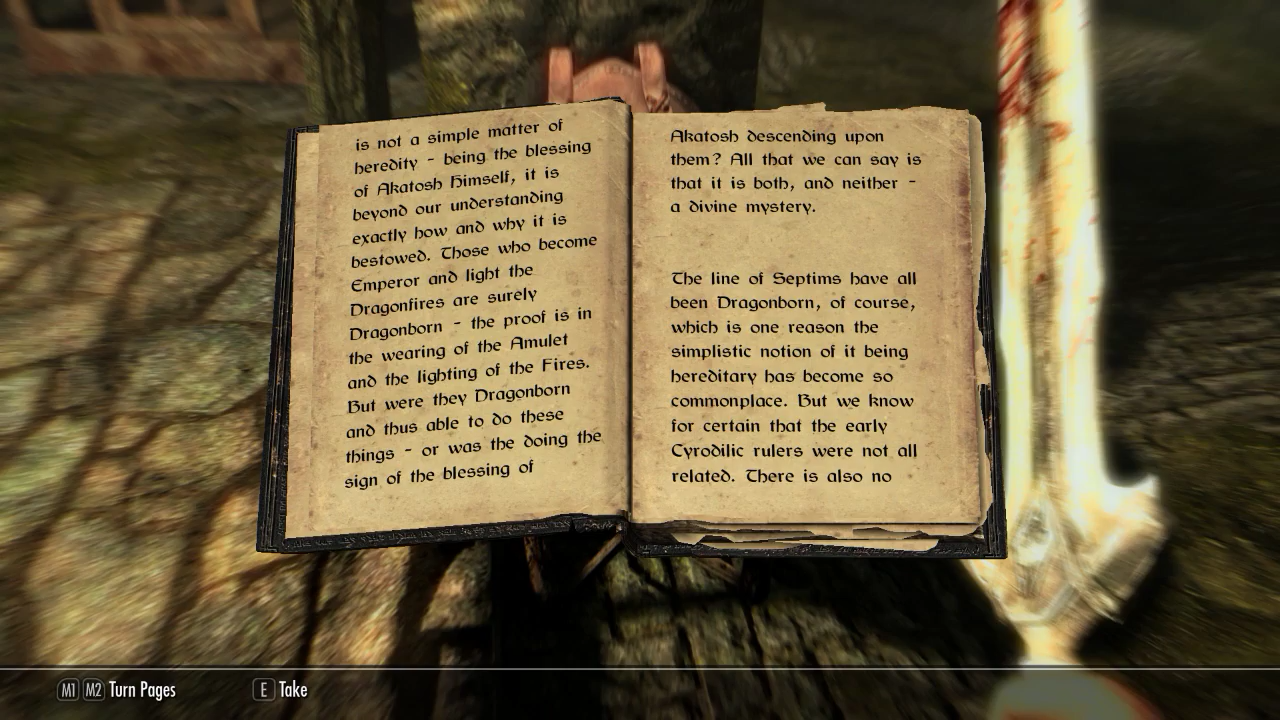 is not a simple matter of
heredity - being the blessing
of Akatosh Himself, it is
beyond our understanding
exactly how and why it is
bestowed. Those who become
Emperor and light the
Dragonfires are surely
Dragonborn - the proof is in
the wearing of the Amulet
and the lighting of the Fires.
But were they Dragonborn
and thus able to do these
things - or was the doing the
sign of the blessing of
Akatosh descending upon
them? All that we can say is
that it is both, and neither -
a divine mystery.
The line of Septims have all
been Dragonborn, of course,
which is one reason the
simplistic notion of it being
hereditary has become so
commonplace. But we know
for certain that the early
Cyrodilic rulers were not all
related. There is also no
M1 M2 Turn Pages
E Take